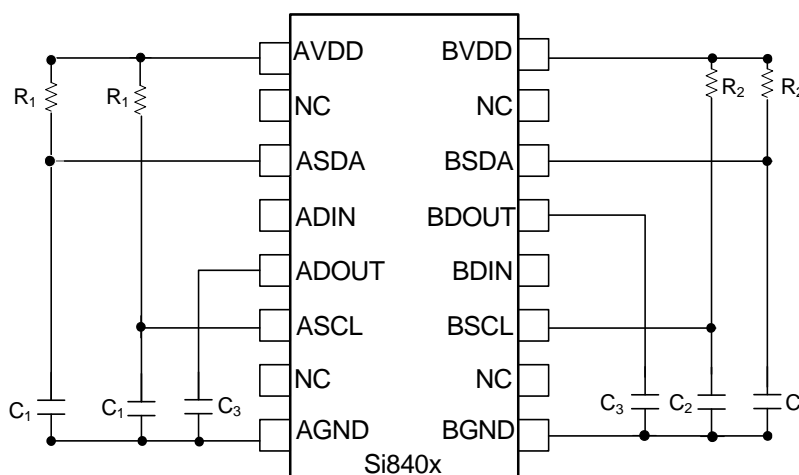 AVDD BVDD
R₁ R₁ R₂ R₂
NC NC
ASDA BSDA
ADIN BDOUT
ADOUT BDIN
ASCL BSCL
NC NC
C₁ C₁ C₃ C₃ C₂ C
AGND BGND
Si840x